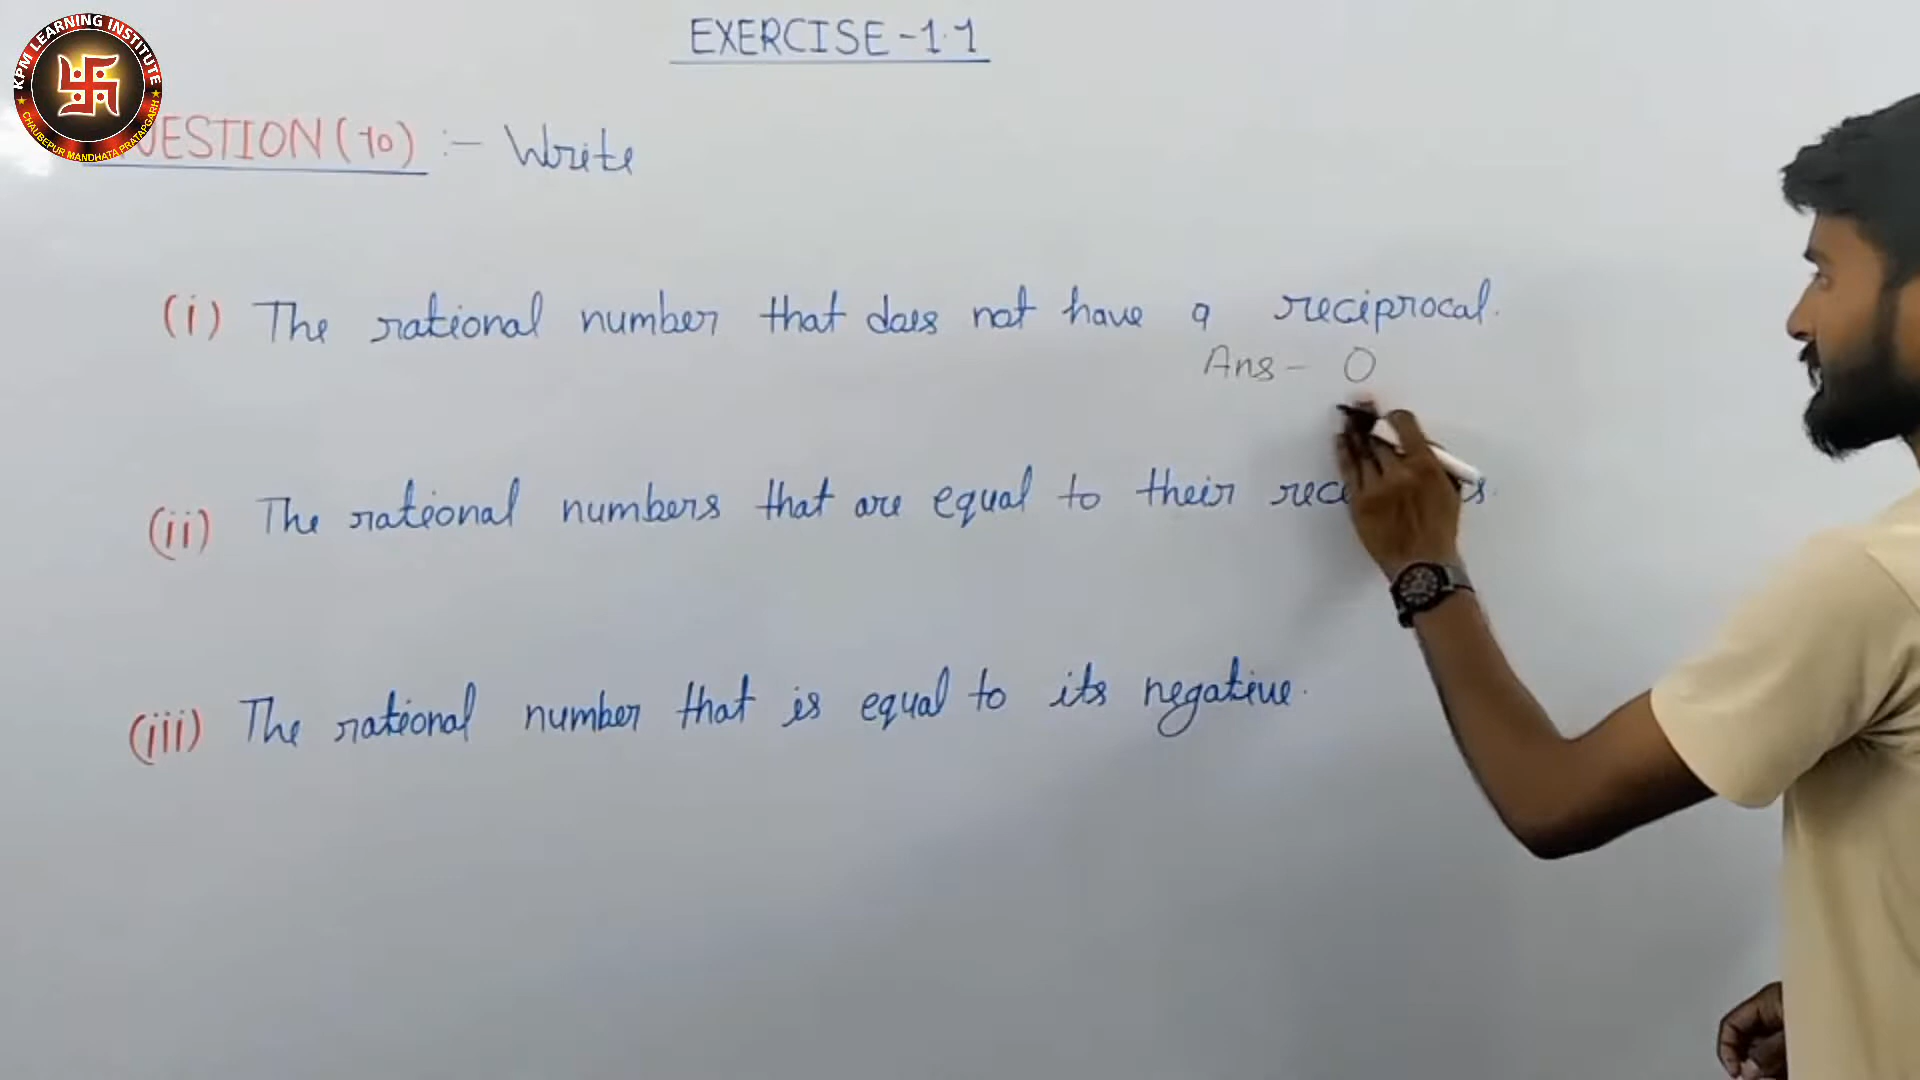 KPM LEARNING INSTITUTE
CHAUBEPUR MANDHATA PRATAPGARH
EXERCISE-1.1
UESTION (10) :- Write
(i) The rational number that does not have a reciprocal.
Ans - 0
(ii) The rational numbers that are equal to their
(iii) The rational number that is equal to its negative.